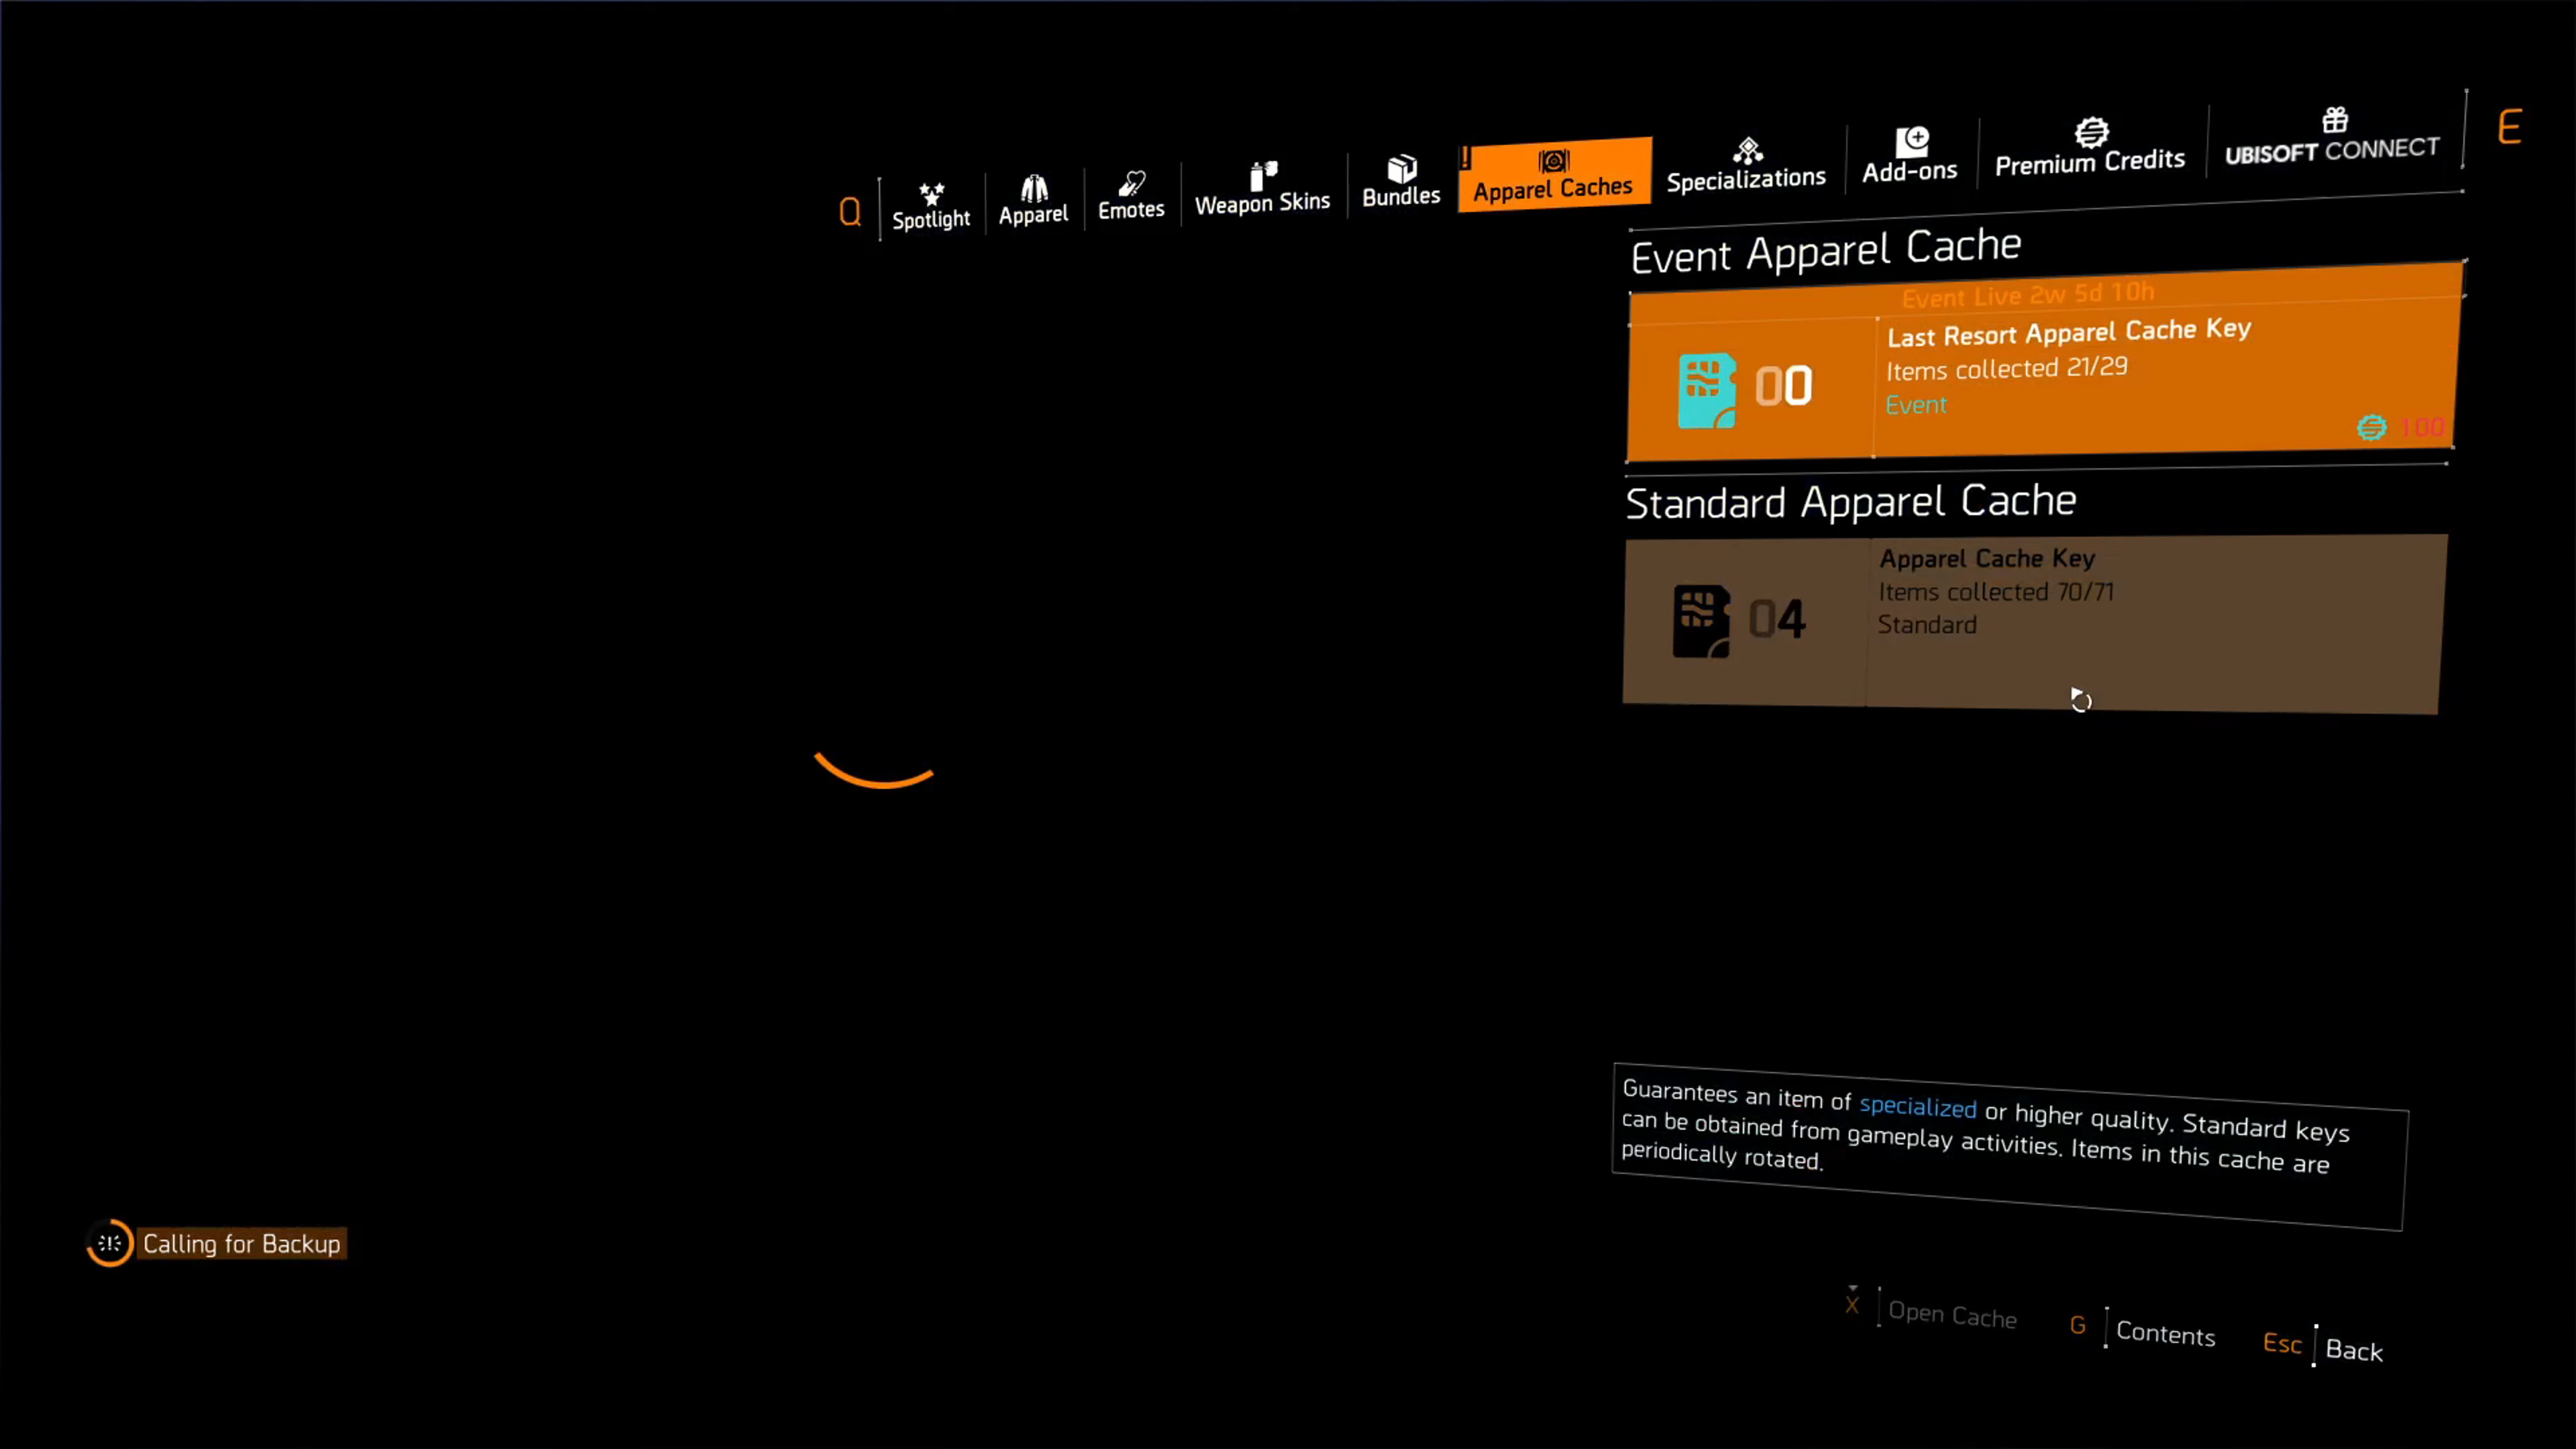 Q
Spotlight
Apparel
Emotes
Weapon Skins
Bundles
!
Apparel Caches
Specializations
Add-ons
Premium Credits
UBISOFT CONNECT
E
Event Apparel Cache
Event Live 2w 5d 10h
00
Last Resort Apparel Cache Key
Items collected 21/29
Event
100
Standard Apparel Cache
04
Apparel Cache Key
Items collected 70/71
Standard
Guarantees an item of specialized or higher quality. Standard keys
can be obtained from gameplay activities. Items in this cache are
periodically rotated.
Calling for Backup
X Open Cache
G Contents
Esc Back